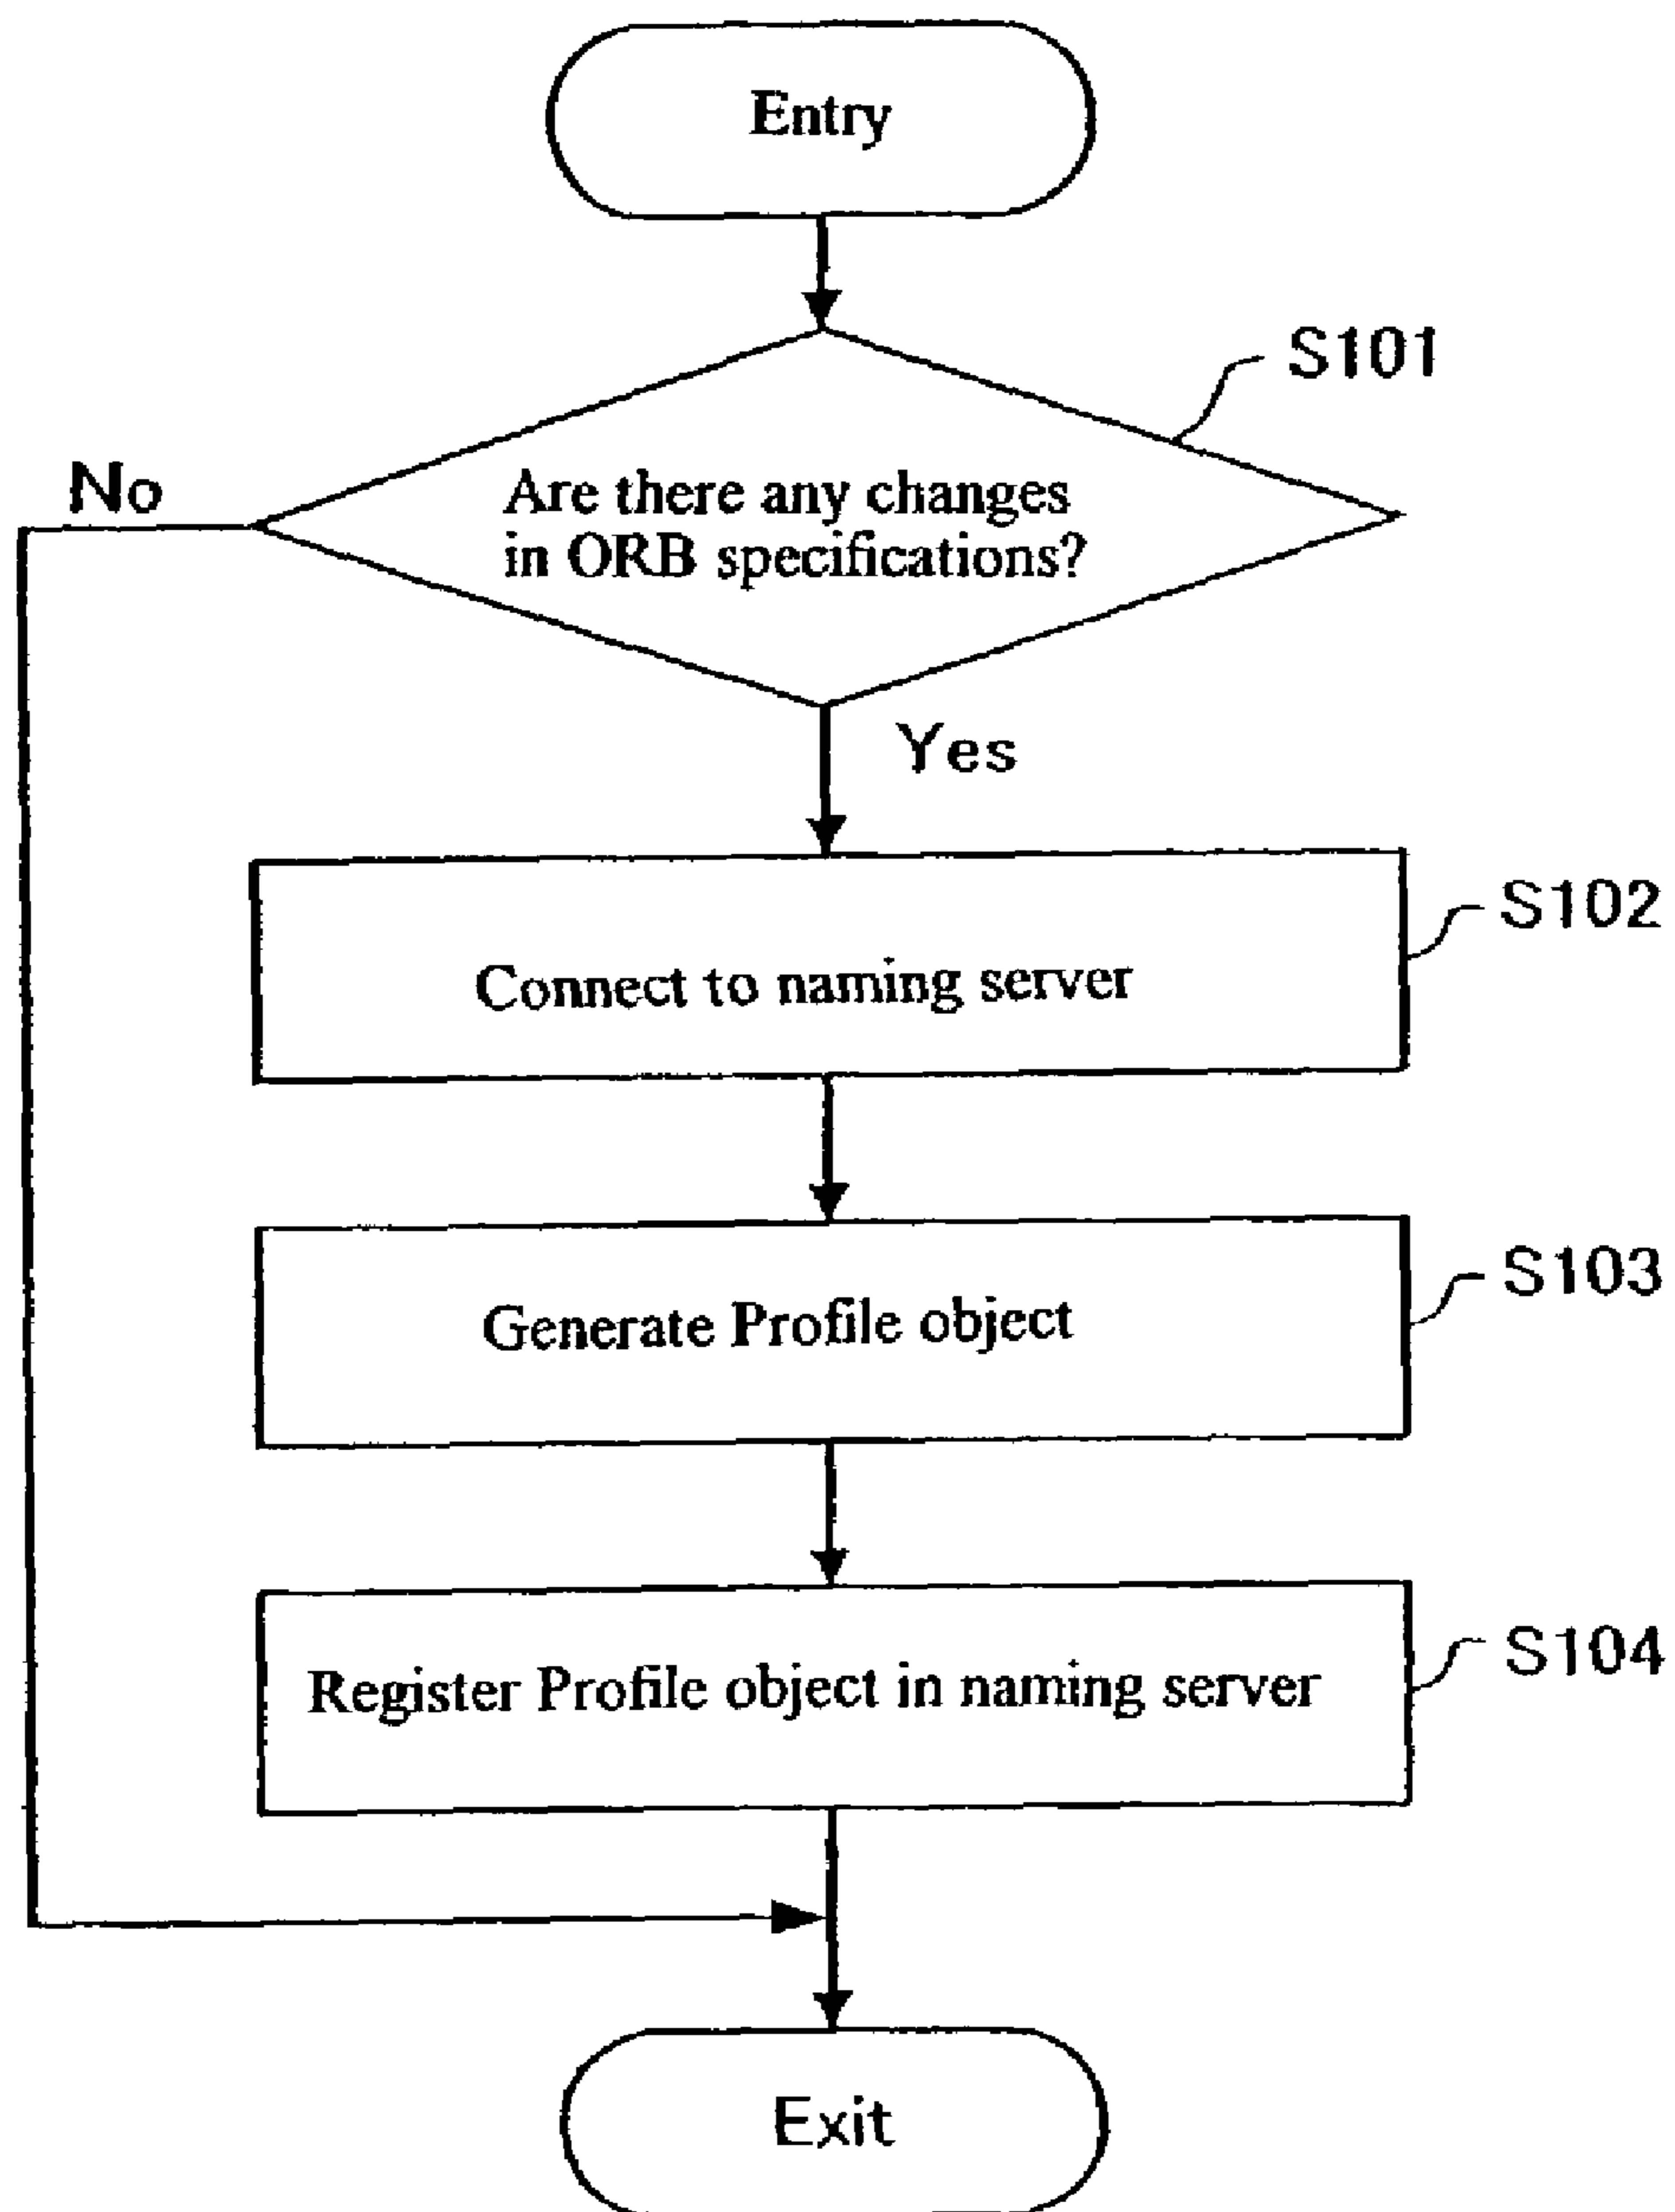 Entry
S101
No
Are there any changes
in ORB specifications?
Yes
S102
Connect to naming server
S103
Generate Profile object
S104
Register Profile object in naming server
Exit